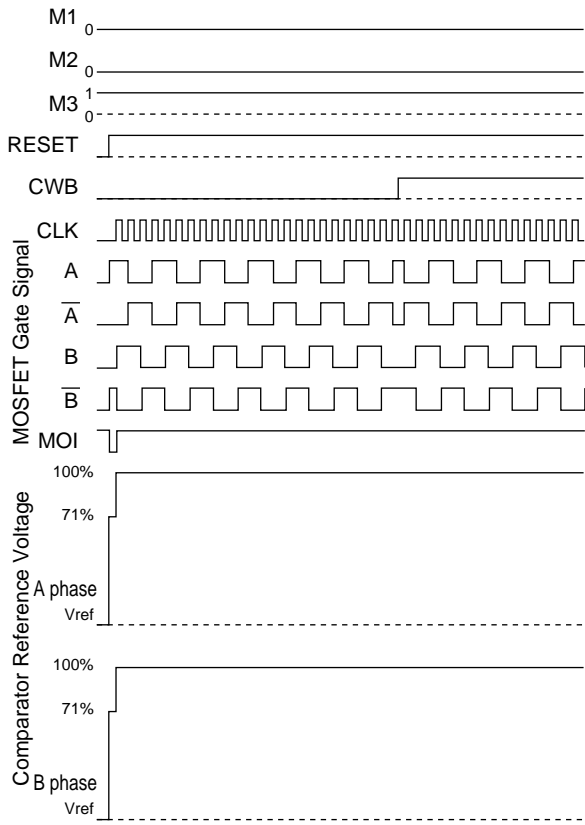 M1
0
M2
0
M3
1
0
RESET
CWB
CLK
MOSFET Gate Signal
A
A̅
B
B̅
MOI
Comparator Reference Voltage
100%
71%
A phase
Vref
100%
71%
B phase
Vref